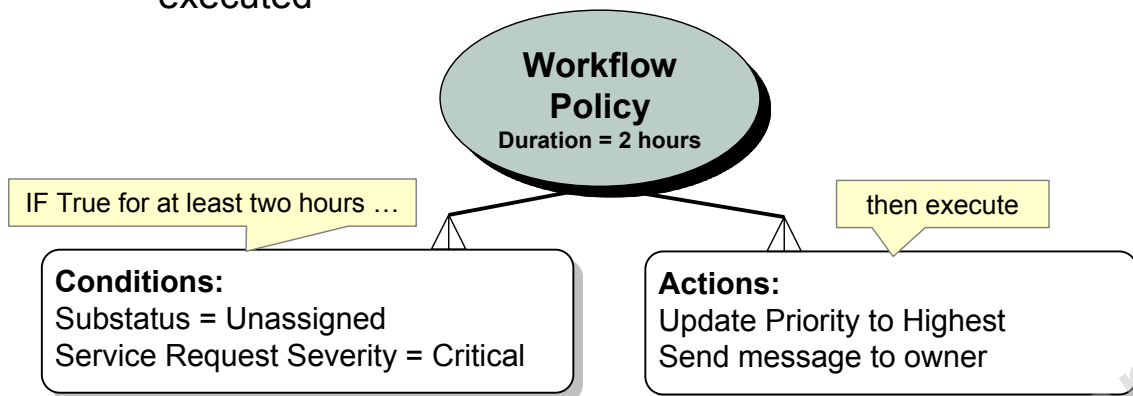 executed
Workflow
Policy
Duration = 2 hours
IF True for at least two hours …
then execute
Conditions:
Substatus = Unassigned
Service Request Severity = Critical
Actions:
Update Priority to Highest
Send message to owner